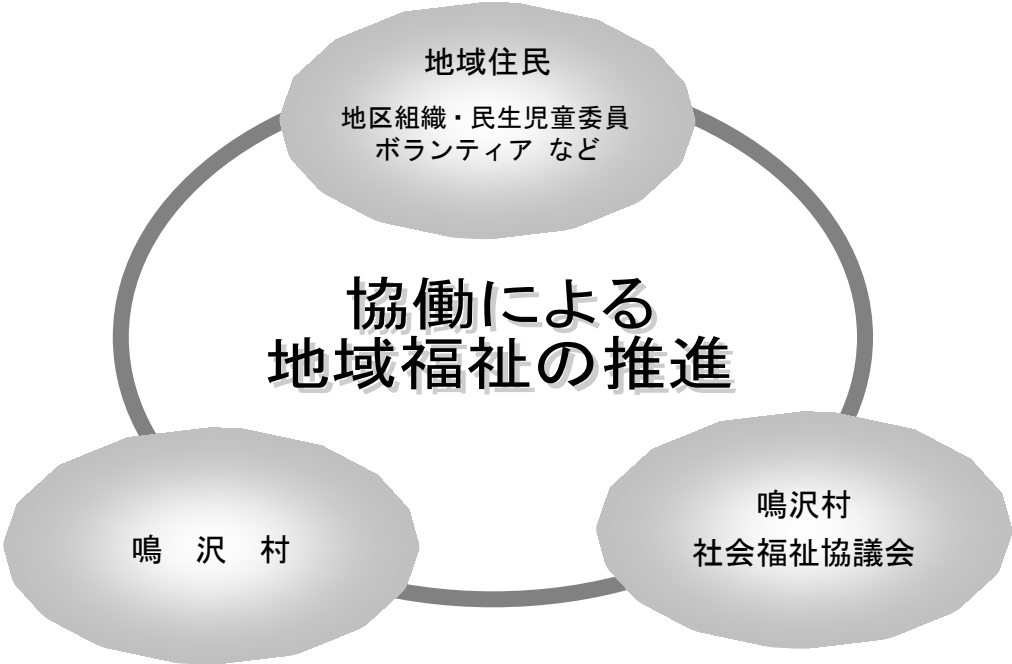 地域住民
地区組織・民生児童委員
ボランティア など
協働による
地域福祉の推進
鳴沢村
社会福祉協議会
鳴　沢　村